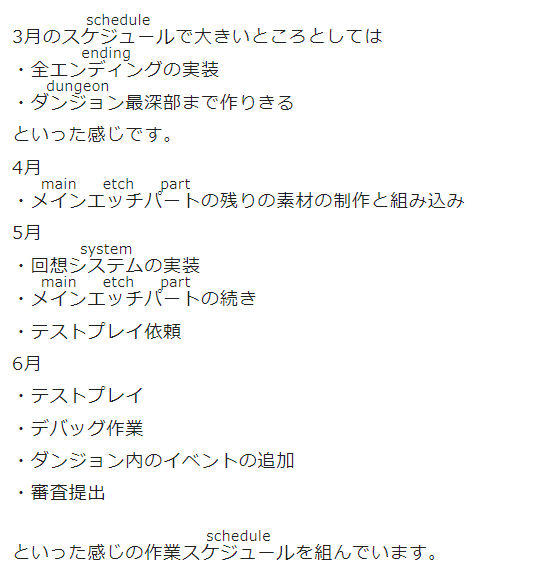 schedule
3月のスケジュールで大きいところとしては
ending
・全エンディングの実装
dungeon
・ダンジョン最深部まで作りきる
といった感じです。
4月
main etch part
・メインエッチパートの残りの素材の制作と組み込み
5月
system
・回想システムの実装
main etch part
・メインエッチパートの続き
・テストプレイ依頼
6月
・テストプレイ
・デバッグ作業
・ダンジョン内のイベントの追加
・審査提出
schedule
といった感じの作業スケジュールを組んでいます。